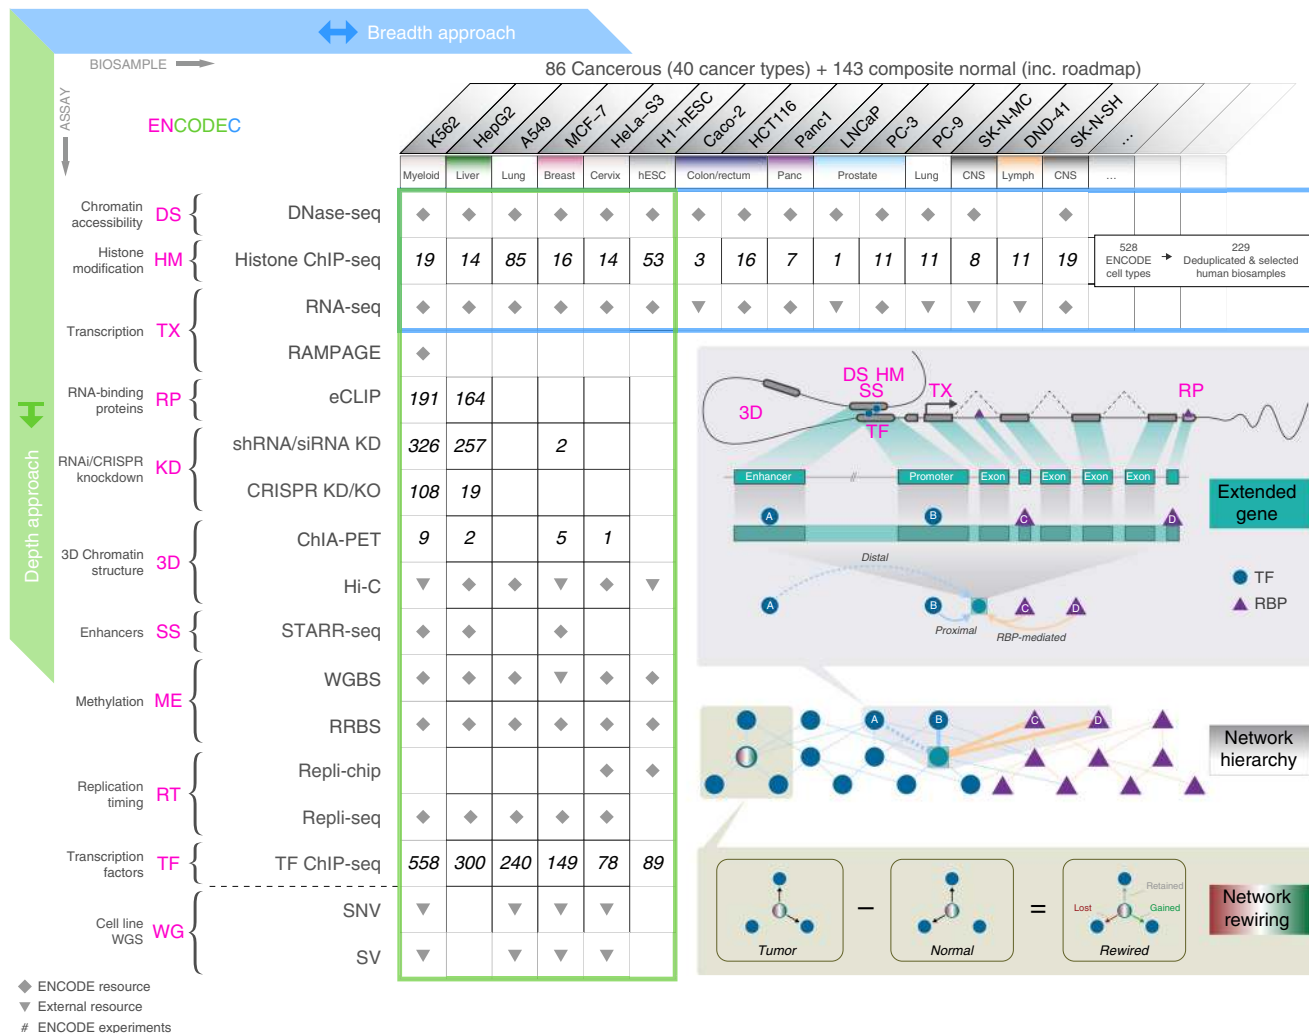 Breadth approach
BIOSAMPLE
86 Cancerous (40 cancer types) + 143 composite normal (inc. roadmap)
ASSAY
ENCODEC
K562 HepG2 A549 MCF–7 HeLa–S3 H1–hESC Caco-2 HCT116 Panc1 LNCaP PC-3 PC-9 SK-N-MC DND-41 SK-N-SH ...
Myeloid Liver Lung Breast Cervix hESC Colon/rectum Panc Prostate Lung CNS Lymph CNS ...
Depth approach
Chromatin
accessibility
DS
DNase-seq
Histone
modification
HM
Histone ChIP-seq 19 14 85 16 14 53 3 16 7 1 11 11 8 11 19
528
ENCODE
cell types
229
Deduplicated & selected
human biosamples
RNA-seq
Transcription TX
RAMPAGE
RNA-binding
proteins
RP
eCLIP 191 164
shRNA/siRNA KD 326 257 2
RNAi/CRISPR
knockdown
KD
CRISPR KD/KO 108 19
ChIA-PET 9 2 5 1
3D Chromatin
structure
3D
Hi-C
Enhancers SS
STARR-seq
WGBS
Methylation ME
RRBS
Repli-chip
Replication
timing
RT
Repli-seq
Transcription
factors
TF
TF ChIP-seq 558 300 240 149 78 89
SNV
Cell line
WGS
WG
SV
ENCODE resource
External resource
# ENCODE experiments
DS HM
SS
TX
RP
3D
TF
Enhancer // Promoter Exon Exon Exon Exon
Extended
gene
A B C D
Distal
TF
RBP
A B C D
Proximal
RBP-mediated
A B C D
Network
hierarchy
Retained
Lost
Gained
– =
Tumor Normal Rewired
Network
rewiring